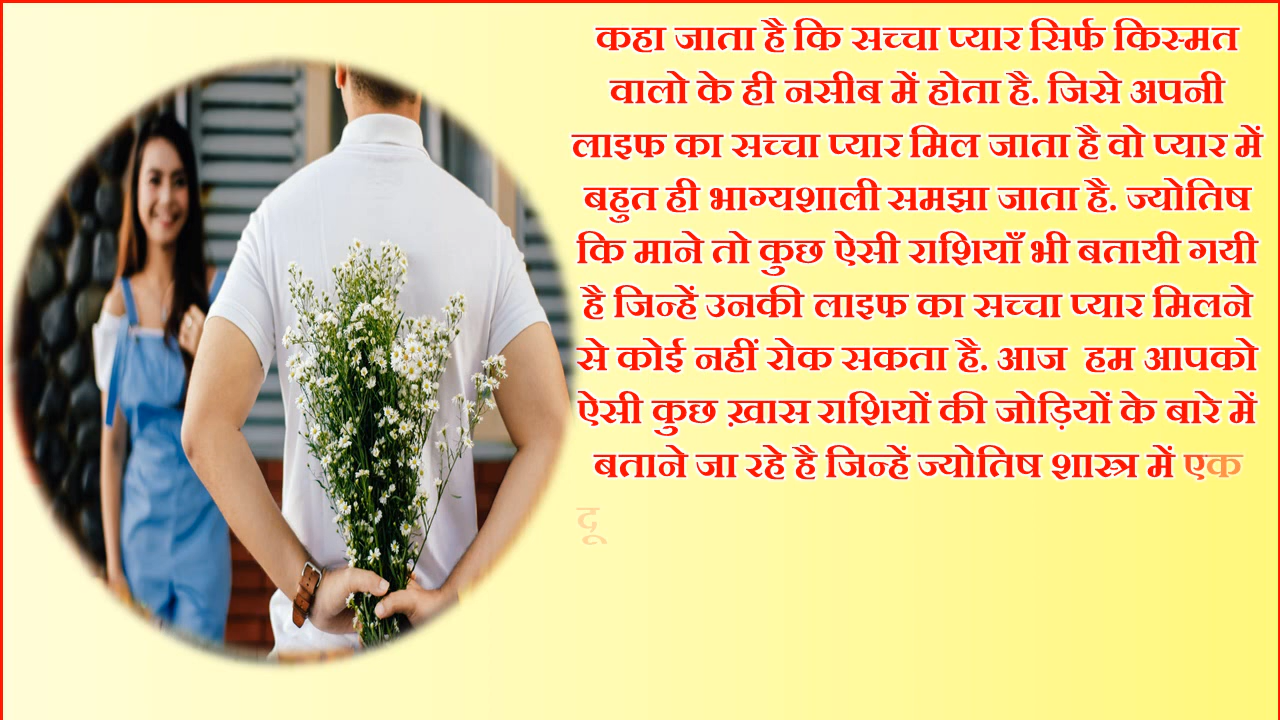 कहा जाता है कि सच्चा प्यार सिर्फ किस्मत
वालो के ही नसीब में होता है. जिसे अपनी
लाइफ का सच्चा प्यार मिल जाता है वो प्यार में
बहुत ही भाग्यशाली समझा जाता है. ज्योतिष
कि माने तो कुछ ऐसी राशियाँ भी बतायी गयी
है जिन्हें उनकी लाइफ का सच्चा प्यार मिलने
से कोई नहीं रोक सकता है. आज हम आपको
ऐसी कुछ ख़ास राशियों की जोड़ियों के बारे में
बताने जा रहे है जिन्हें ज्योतिष शास्त्र में एक
दू